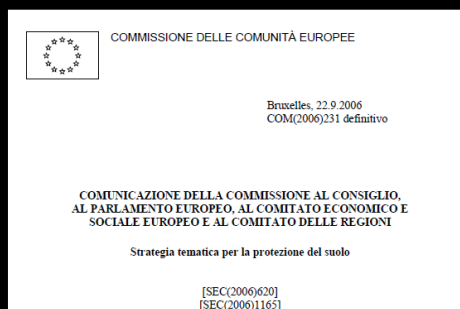 COMMISSIONE DELLE COMUNITÀ EUROPEE
Bruxelles, 22.9.2006
COM(2006)231 definitivo
COMUNICAZIONE DELLA COMMISSIONE AL CONSIGLIO,
AL PARLAMENTO EUROPEO, AL COMITATO ECONOMICO E
SOCIALE EUROPEO E AL COMITATO DELLE REGIONI
Strategia tematica per la protezione del suolo
[SEC(2006)620]
[SEC(2006)1165]